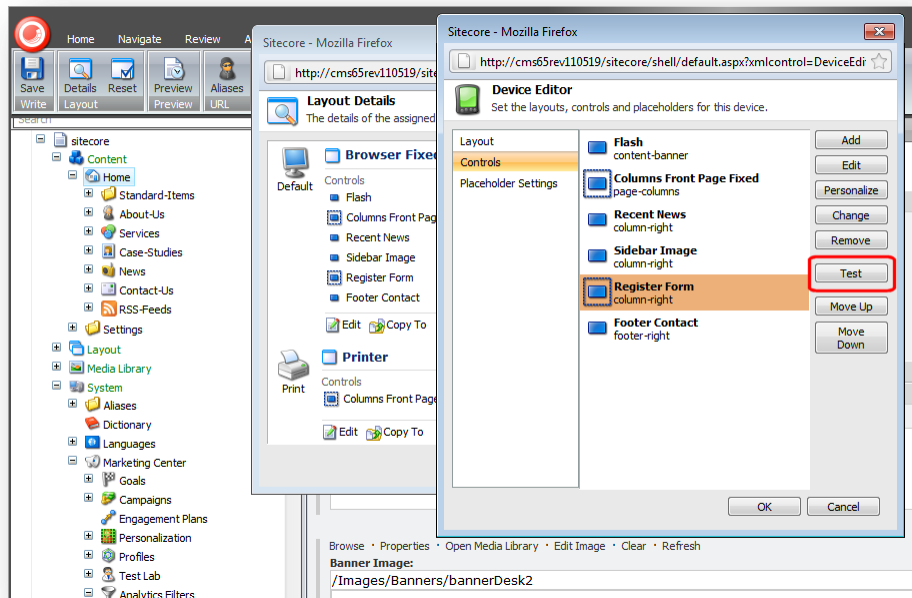 Home Navigate Review A
Save
Write
Details Reset
Layout
Preview
Preview
Aliases
URL
Search
sitecore
Content
Home
Standard-Items
About-Us
Services
Case-Studies
News
Contact-Us
RSS-Feeds
Settings
Layout
Media Library
System
Aliases
Dictionary
Languages
Marketing Center
Goals
Campaigns
Engagement Plans
Personalization
Profiles
Test Lab
Analytics Filters
Sitecore - Mozilla Firefox
http://cms65rev110519/site
Layout Details
The details of the assigned
Default
Browser Fixe
Controls
Flash
Columns Front Pag
Recent News
Sidebar Image
Register Form
Footer Contact
Edit Copy To
Print
Printer
Controls
Columns Front Page
Edit Copy To
Sitecore - Mozilla Firefox
http://cms65rev110519/sitecore/shell/default.aspx?xmlcontrol=DeviceEdi
Device Editor
Set the layouts, controls and placeholders for this device.
Layout
Controls
Placeholder Settings
Flash
content-banner
Columns Front Page Fixed
page-columns
Recent News
column-right
Sidebar Image
column-right
Register Form
column-right
Footer Contact
footer-right
Add
Edit
Personalize
Change
Remove
Test
Move Up
Move
Down
OK Cancel
Browse · Properties · Open Media Library · Edit Image · Clear · Refresh
Banner Image:
/Images/Banners/bannerDesk2